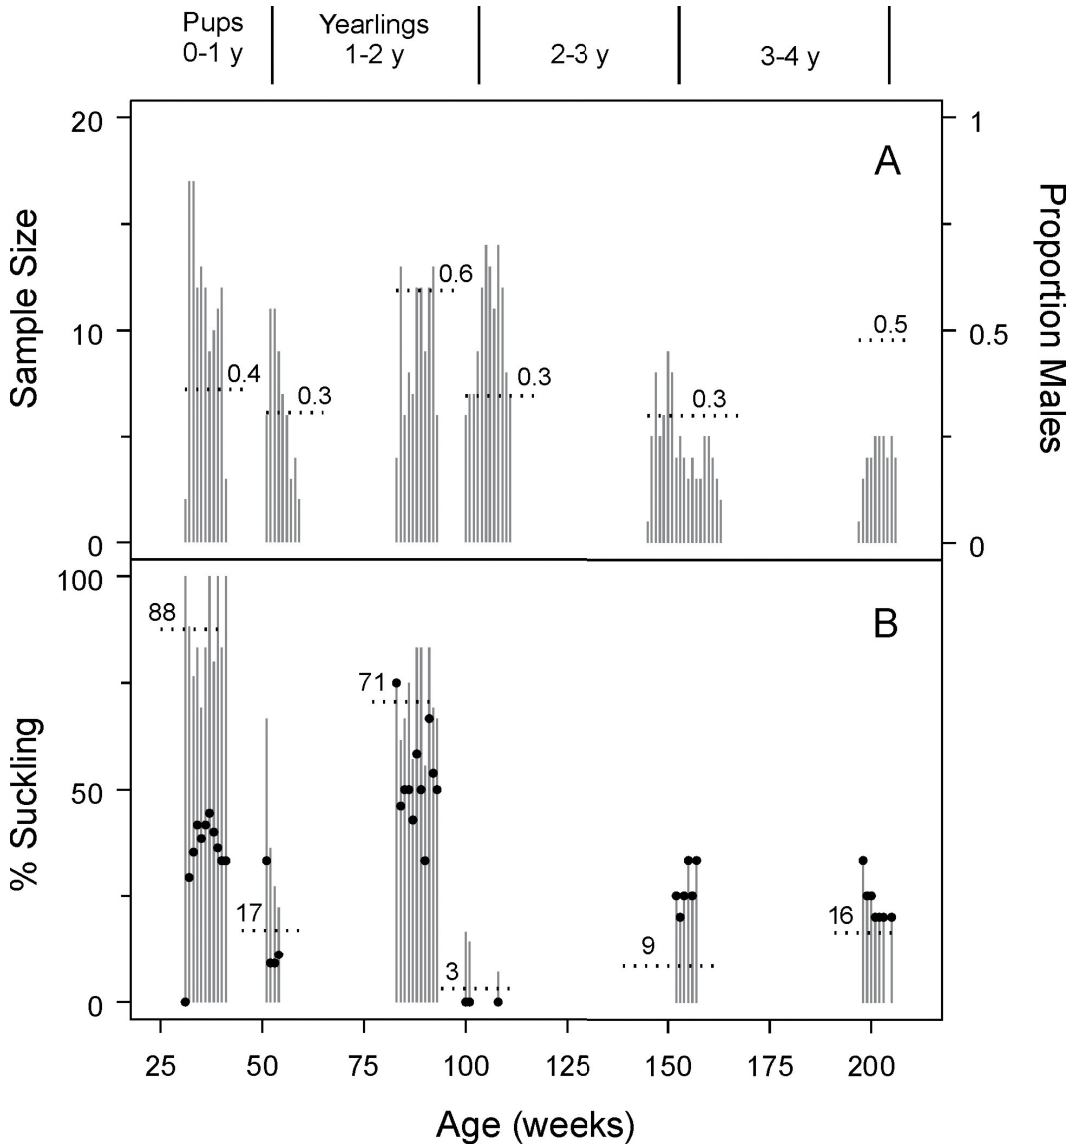 Pups
0-1 y
Yearlings
1-2 y
2-3 y
3-4 y
20
10
0
Sample Size
1
0.5
0
Proportion Males
A
0.4
0.3
0.6
0.3
0.3
0.5
100
50
0
% Suckling
B
88
17
71
3
9
16
25 50 75 100 125 150 175 200
Age (weeks)